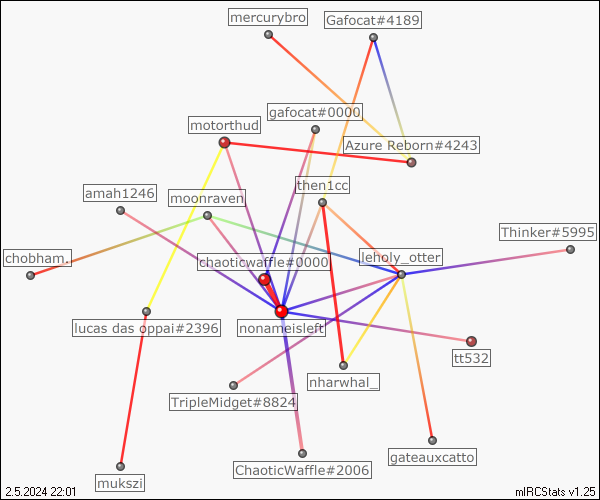 mercurybro
Gafocat#4189
gafocat#0000
motorthud
Azure Reborn#4243
then1cc
amah1246
moonraven
Thinker#5995
chobham.
chaoticwaffle#0000
leholy_otter
lucas das oppai#2396
nonameisleft
tt532
nharwhal_
TripleMidget#8824
gateauxcatto
ChaoticWaffle#2006
mukszi
2.5.2024 22:01
mIRCStats v1.25